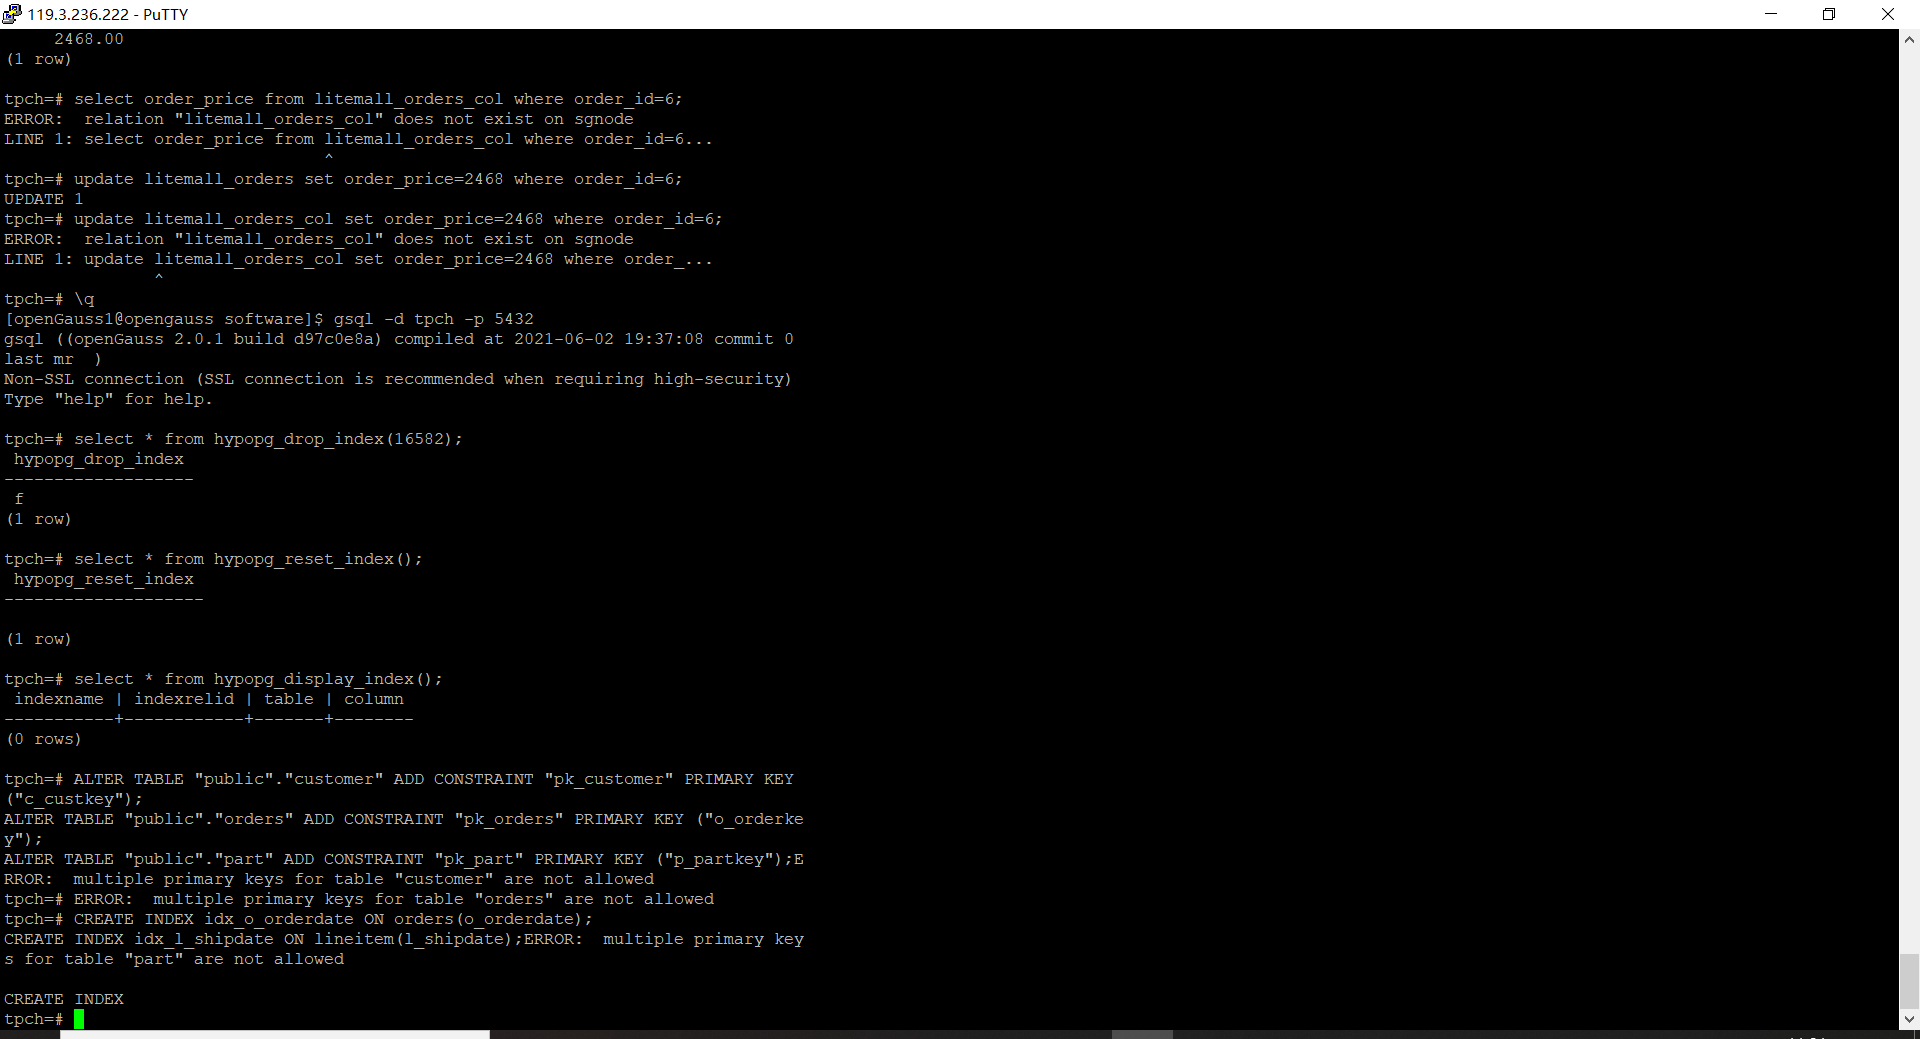 119.3.236.222 - PuTTY
2468.00
(1 row)
tpch=# select order_price from litemall_orders_col where order_id=6;
ERROR:  relation "litemall_orders_col" does not exist on sgnode
LINE 1: select order_price from litemall_orders_col where order_id=6...
^
tpch=# update litemall_orders set order_price=2468 where order_id=6;
UPDATE 1
tpch=# update litemall_orders_col set order_price=2468 where order_id=6;
ERROR:  relation "litemall_orders_col" does not exist on sgnode
LINE 1: update litemall_orders_col set order_price=2468 where order_...
^
tpch=# \q
[openGauss1@opengauss software]$ gsql -d tpch -p 5432
gsql ((openGauss 2.0.1 build d97c0e8a) compiled at 2021-06-02 19:37:08 commit 0
last mr  )
Non-SSL connection (SSL connection is recommended when requiring high-security)
Type "help" for help.
tpch=# select * from hypopg_drop_index(16582);
hypopg_drop_index
-------------------
f
(1 row)
tpch=# select * from hypopg_reset_index();
hypopg_reset_index
--------------------
(1 row)
tpch=# select * from hypopg_display_index();
indexname | indexrelid | table | column
-----------+------------+-------+--------
(0 rows)
tpch=# ALTER TABLE "public"."customer" ADD CONSTRAINT "pk_customer" PRIMARY KEY
("c_custkey");
ALTER TABLE "public"."orders" ADD CONSTRAINT "pk_orders" PRIMARY KEY ("o_orderke
y");
ALTER TABLE "public"."part" ADD CONSTRAINT "pk_part" PRIMARY KEY ("p_partkey");E
RROR:  multiple primary keys for table "customer" are not allowed
tpch=# ERROR:  multiple primary keys for table "orders" are not allowed
tpch=# CREATE INDEX idx_o_orderdate ON orders(o_orderdate);
CREATE INDEX idx_l_shipdate ON lineitem(l_shipdate);ERROR:  multiple primary key
s for table "part" are not allowed
CREATE INDEX
tpch=#